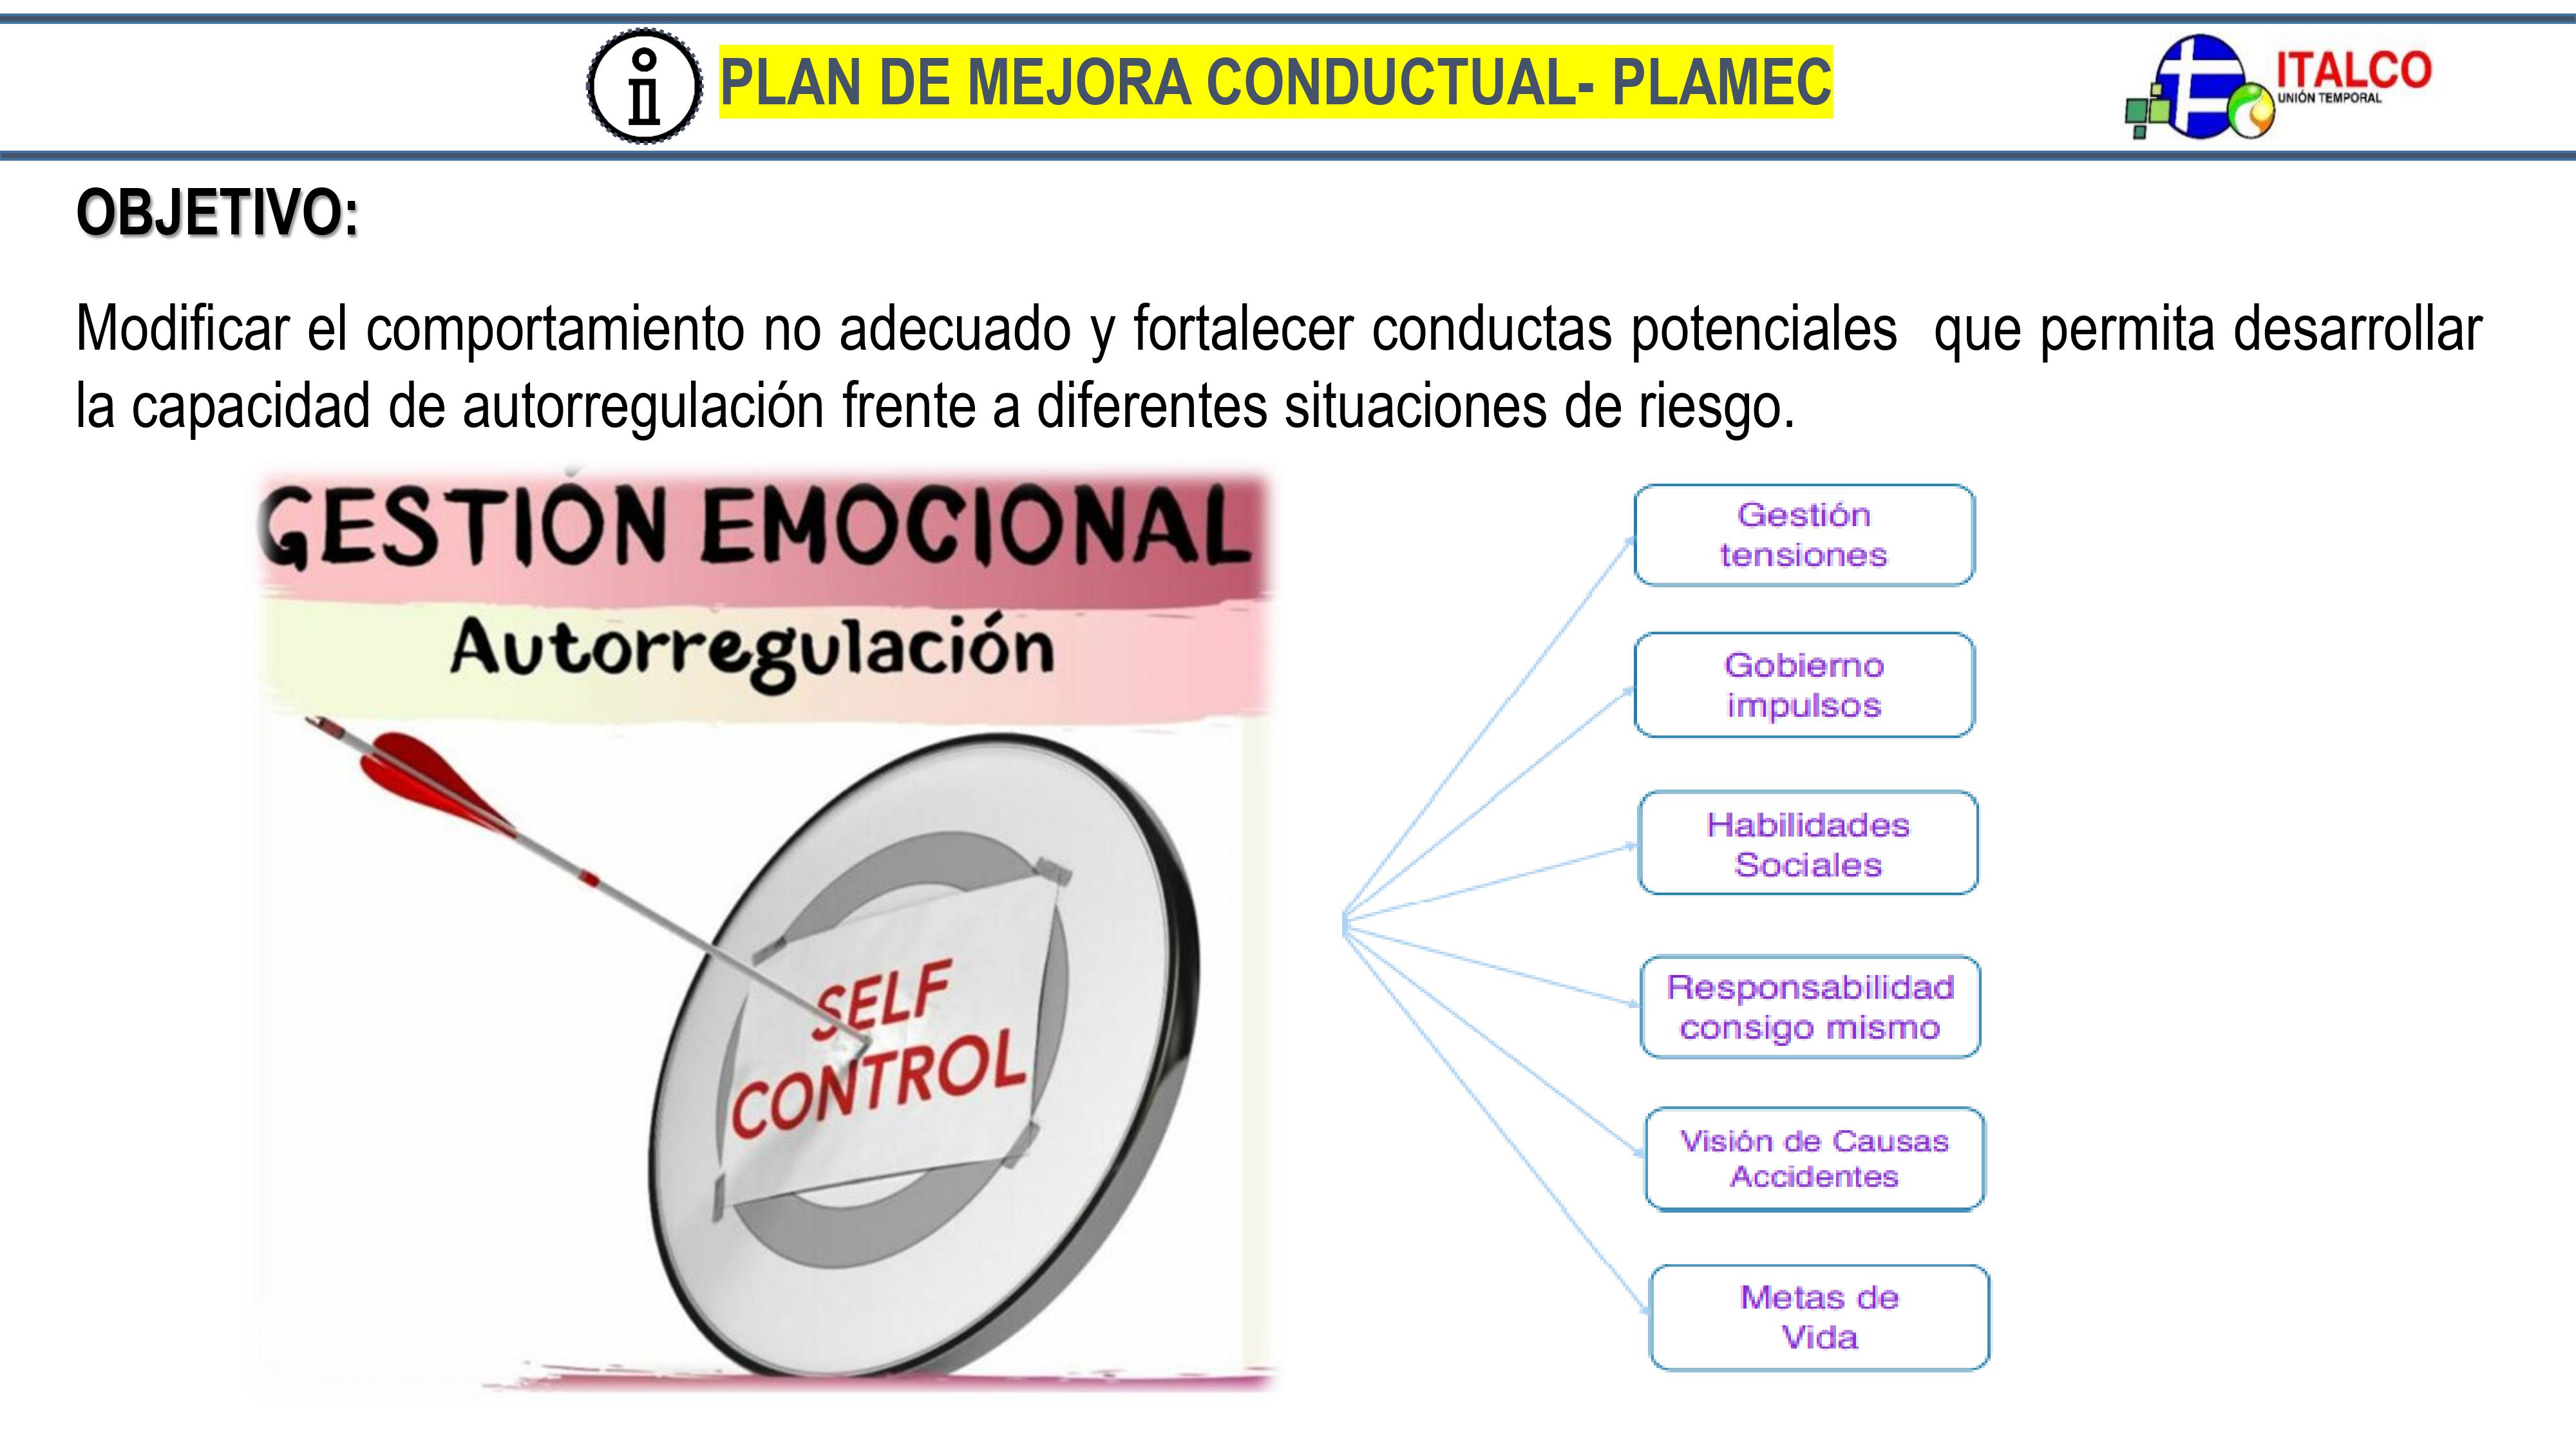 PLAN DE MEJORA CONDUCTUAL- PLAMEC
ITALCO
UNIÓN TEMPORAL
OBJETIVO:
Modificar el comportamiento no adecuado y fortalecer conductas potenciales que permita desarrollar
la capacidad de autorregulación frente a diferentes situaciones de riesgo.
GESTIÓN EMOCIONAL
Autorregulación
SELF
CONTROL
Gestión
tensiones
Gobierno
impulsos
Habilidades
Sociales
Responsabilidad
consigo mismo
Visión de Causas
Accidentes
Metas de
Vida